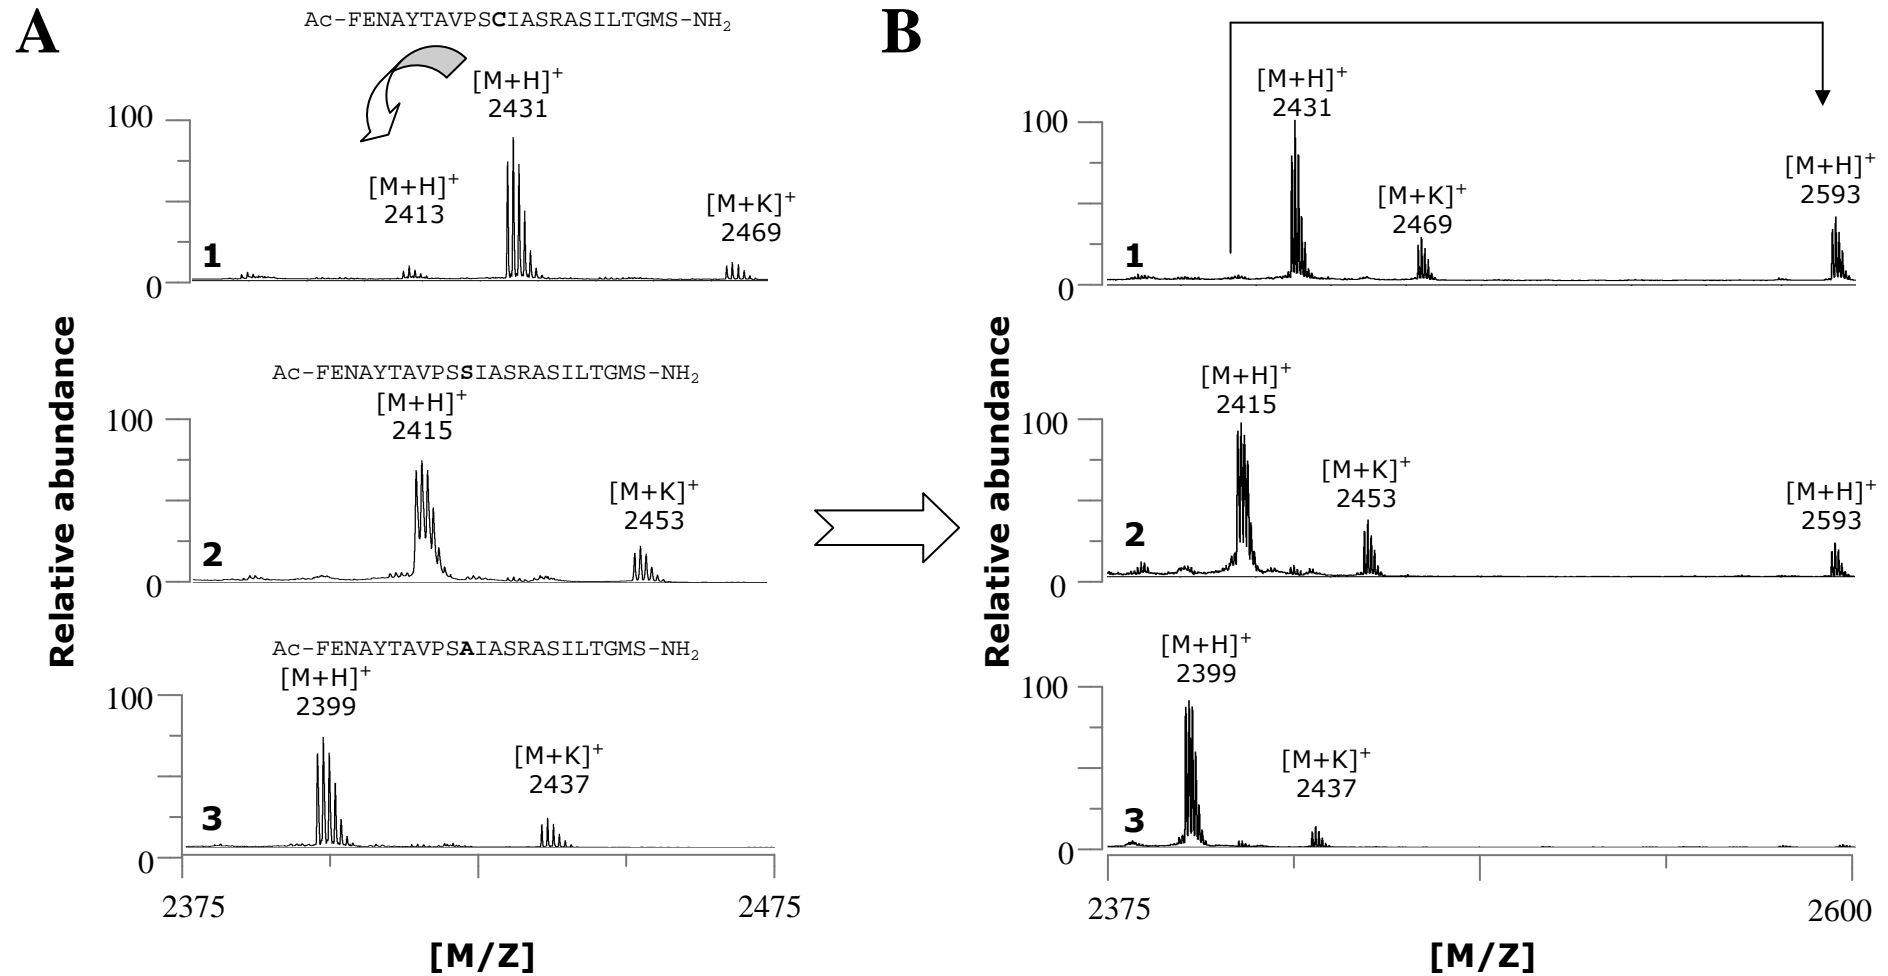 A
Ac-FENAYTAVPSCIASRASILTGMS-NH2
[M+H]+
2431
[M+H]+
2413
[M+K]+
2469
100
0
1
Ac-FENAYTAVPSSIASRASILTGMS-NH2
[M+H]+
2415
[M+K]+
2453
100
0
2
Ac-FENAYTAVPSAIASRASILTGMS-NH2
[M+H]+
2399
[M+K]+
2437
100
0
3
Relative abundance
2375
2475
[M/Z]
B
[M+H]+
2431
[M+K]+
2469
[M+H]+
2593
100
0
1
[M+H]+
2415
[M+K]+
2453
[M+H]+
2593
100
0
2
[M+H]+
2399
[M+K]+
2437
100
0
3
Relative abundance
2375
2600
[M/Z]